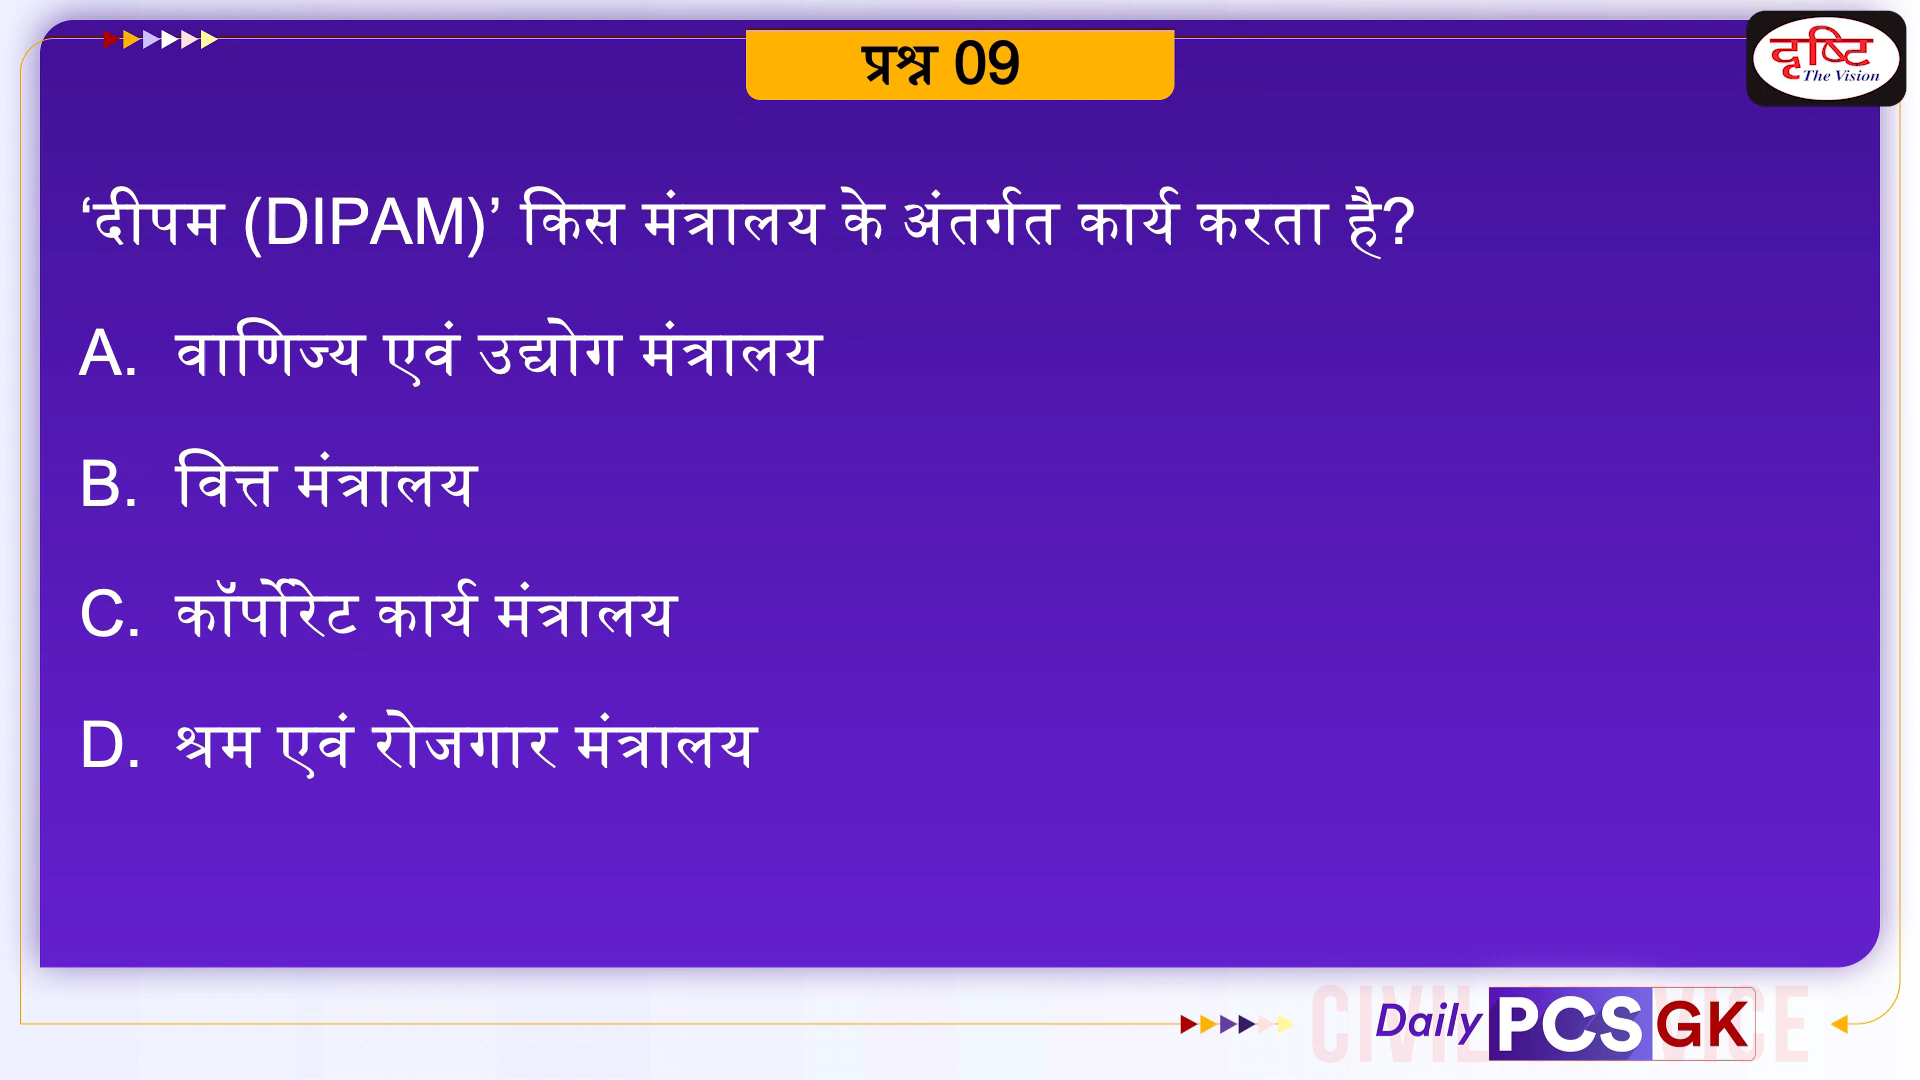 प्रश्न 09
दृष्टि
The Vision
‘दीपम (DIPAM)’ किस मंत्रालय के अंतर्गत कार्य करता है?
A. वाणिज्य एवं उद्योग मंत्रालय
B. वित्त मंत्रालय
C. कॉर्पोरेट कार्य मंत्रालय
D. श्रम एवं रोजगार मंत्रालय
Daily PCS GK